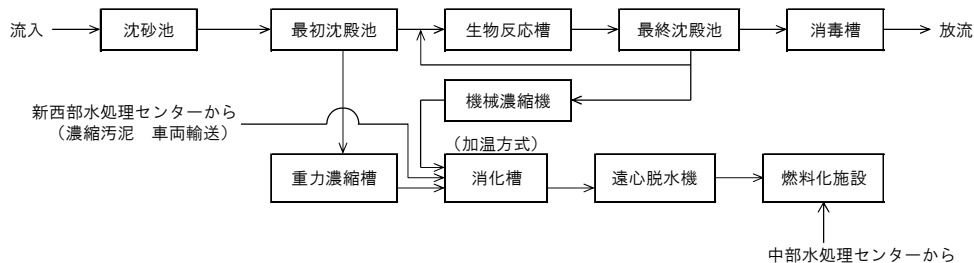 流入
沈砂池
最初沈殿池
生物反応槽
最終沈殿池
消毒槽
放流
機械濃縮機
新西部水処理センターから
（濃縮汚泥　車両輸送）
（加温方式）
重力濃縮槽
消化槽
遠心脱水機
燃料化施設
中部水処理センターから